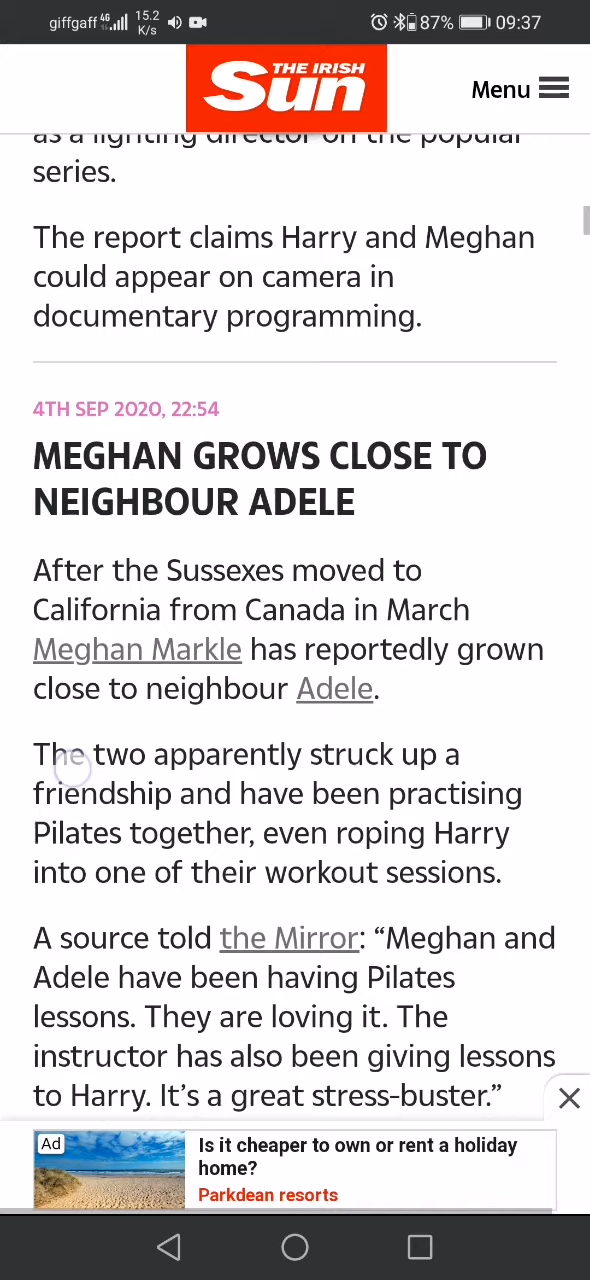 giffgaff 4G 15.2 K/s 87% 09:37
THE IRISH
Sun
Menu
as a lighting director on the popular
series.
The report claims Harry and Meghan
could appear on camera in
documentary programming.
4TH SEP 2020, 22:54
MEGHAN GROWS CLOSE TO
NEIGHBOUR ADELE
After the Sussexes moved to
California from Canada in March
Meghan Markle has reportedly grown
close to neighbour Adele.
The two apparently struck up a
friendship and have been practising
Pilates together, even roping Harry
into one of their workout sessions.
A source told the Mirror: “Meghan and
Adele have been having Pilates
lessons. They are loving it. The
instructor has also been giving lessons
to Harry. It’s a great stress-buster.”
Ad
Is it cheaper to own or rent a holiday
home?
Parkdean resorts